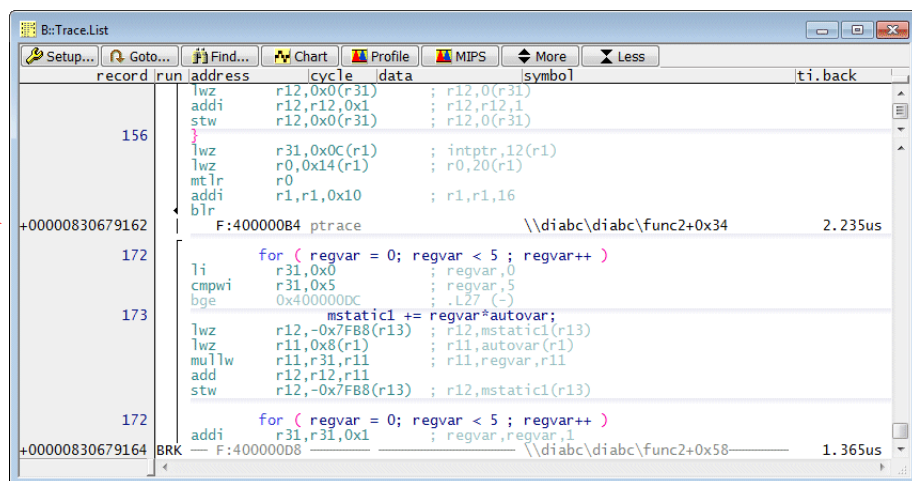 B::Trace.List
Setup... Goto... Find... Chart Profile MIPS More Less
record run address cycle data symbol ti.back
lwz r12,0x0(r31) ; r12,0(r31)
addi r12,r12,0x1 ; r12,r12,1
stw r12,0x0(r31) ; r12,0(r31)
156 }
lwz r31,0x0C(r1) ; intptr,12(r1)
lwz r0,0x14(r1) ; r0,20(r1)
mtlr r0
addi r1,r1,0x10 ; r1,r1,16
blr
+00000830679162 F:400000B4 ptrace \\diabc\diabc\func2+0x34 2.235us
172 for ( regvar = 0; regvar < 5 ; regvar++ )
li r31,0x0 ; regvar,0
cmpwi r31,0x5 ; regvar,5
bge 0x400000DC ; .L27 (-)
173 mstatic1 += regvar*autovar;
lwz r12,-0x7FB8(r13) ; r12,mstatic1(r13)
lwz r11,0x8(r1) ; r11,autovar(r1)
mullw r11,r31,r11 ; r11,regvar,r11
add r12,r12,r11
stw r12,-0x7FB8(r13) ; r12,mstatic1(r13)
172 for ( regvar = 0; regvar < 5 ; regvar++ )
addi r31,r31,0x1 ; regvar,regvar,1
+00000830679164 BRK F:400000D8 \\diabc\diabc\func2+0x58 1.365us